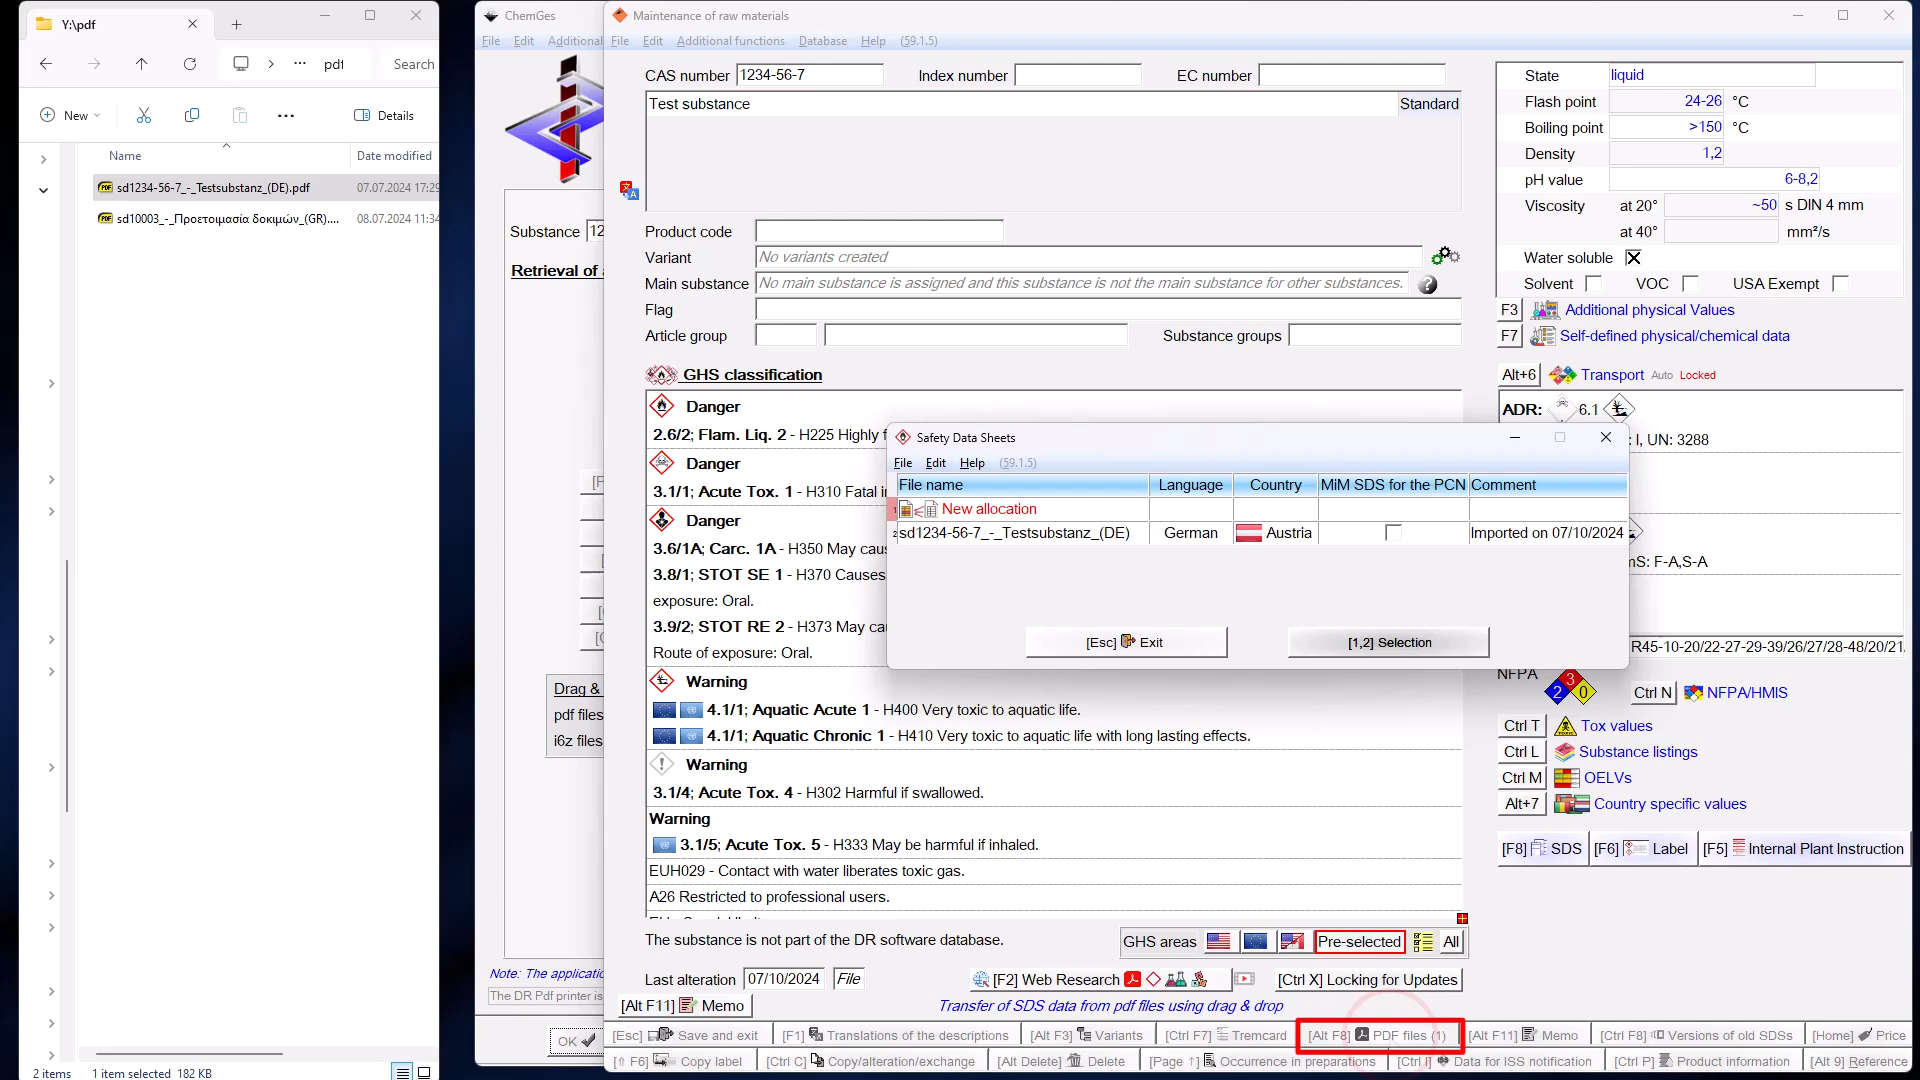 Y:\pdf
pdf
Search
New
Details
Name
Date modified
sd1234-56-7_-_Testsubstanz_(DE).pdf
07.07.2024 17:29
sd10003_-_Προετοιμασία δοκιμών_(GR)....
08.07.2024 11:34
2 items
1 item selected 182 KB
ChemGes
File Edit Additional
Substance 12
Retrieval of a
Drag &
pdf files
i6z files
Note: The applicatio
The DR Pdf printer is
OK
Maintenance of raw materials
File Edit Additional functions Database Help (59.1.5)
CAS number 1234-56-7 Index number EC number
Test substance Standard
Product code
Variant No variants created
Main substance No main substance is assigned and this substance is not the main substance for other substances.
Flag
Article group Substance groups
GHS classification
Danger
2.6/2; Flam. Liq. 2 - H225 Highly f
Danger
3.1/1; Acute Tox. 1 - H310 Fatal i
Danger
3.6/1A; Carc. 1A - H350 May cau
3.8/1; STOT SE 1 - H370 Causes
exposure: Oral.
3.9/2; STOT RE 2 - H373 May cau
Route of exposure: Oral.
Warning
4.1/1; Aquatic Acute 1 - H400 Very toxic to aquatic life.
4.1/1; Aquatic Chronic 1 - H410 Very toxic to aquatic life with long lasting effects.
Warning
3.1/4; Acute Tox. 4 - H302 Harmful if swallowed.
Warning
3.1/5; Acute Tox. 5 - H333 May be harmful if inhaled.
EUH029 - Contact with water liberates toxic gas.
A26 Restricted to professional users.
The substance is not part of the DR software database.
GHS areas Pre-selected All
Last alteration 07/10/2024 File
[F2] Web Research
[Ctrl X] Locking for Updates
[Alt F11] Memo
Transfer of SDS data from pdf files using drag & drop
State liquid
Flash point 24-26 °C
Boiling point >150 °C
Density 1,2
pH value 6-8,2
Viscosity at 20° ~50 s DIN 4 mm
at 40° mm²/s
Water soluble
Solvent VOC USA Exempt
F3 Additional physical Values
F7 Self-defined physical/chemical data
Alt+6 Transport Auto Locked
ADR: 6.1
I, UN: 3288
mS: F-A,S-A
R45-10-20/22-27-29-39/26/27/28-48/20/21
NFPA 3 2 0 Ctrl N NFPA/HMIS
Ctrl T Tox values
Ctrl L Substance listings
Ctrl M OELVs
Alt+7 Country specific values
[F8] SDS [F6] Label [F5] Internal Plant Instruction
Safety Data Sheets
File Edit Help (59.1.5)
File name Language Country MiM SDS for the PCN Comment
1 New allocation
2 sd1234-56-7_-_Testsubstanz_(DE) German Austria Imported on 07/10/2024
[Esc] Exit
[1,2] Selection
[Esc] Save and exit [F1] Translations of the descriptions [Alt F3] Variants [Ctrl F7] Tremcard [Alt F8] PDF files (1) [Alt F11] Memo [Ctrl F8] Versions of old SDSs [Home] Price
[⇑ F6] Copy label [Ctrl C] Copy/alteration/exchange [Alt Delete] Delete [Page ↑] Occurrence in preparations [Ctrl I] Data for ISS notification [Ctrl P] Product information [Alt 9] Reference